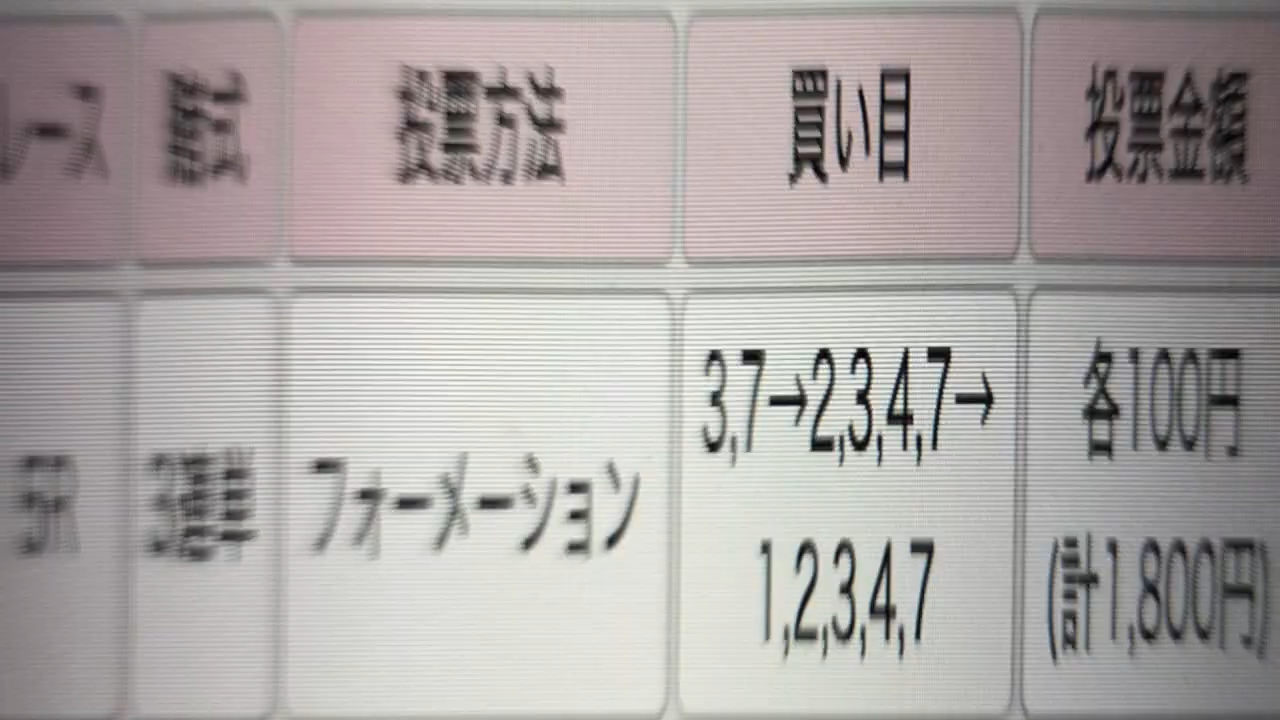 レース 賭式 投票方法 買い目 投票金額
5R 3連単 フォーメーション 3,7→2,3,4,7→ 各100円
1,2,3,4,7 (計1,800円)